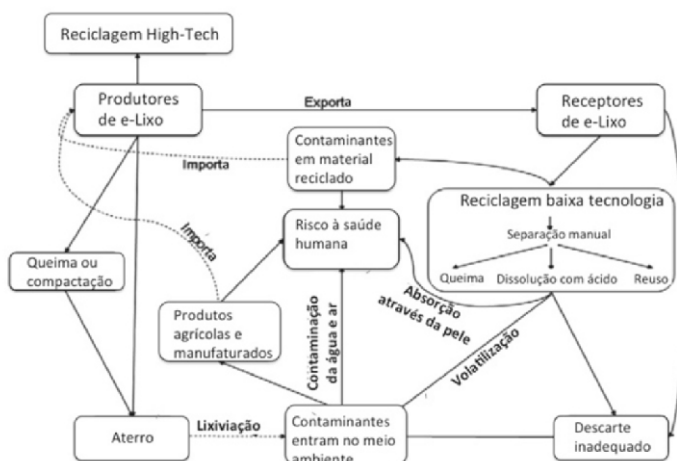 Reciclagem High-Tech
Produtores
de e-Lixo
Exporta
Receptores
de e-Lixo
Contaminantes
em material
reciclado
Importa
Reciclagem baixa tecnologia
Separação manual
Queima
Dissolução com ácido
Reuso
Risco à saúde
humana
Importa
Queima ou
compactação
Produtos
agrícolas e
manufaturados
Contaminação
da água e ar
Absorção
através da pele
Volatilização
Aterro
Lixiviação
Contaminantes
entram no meio
ambiente
Descarte
inadequado